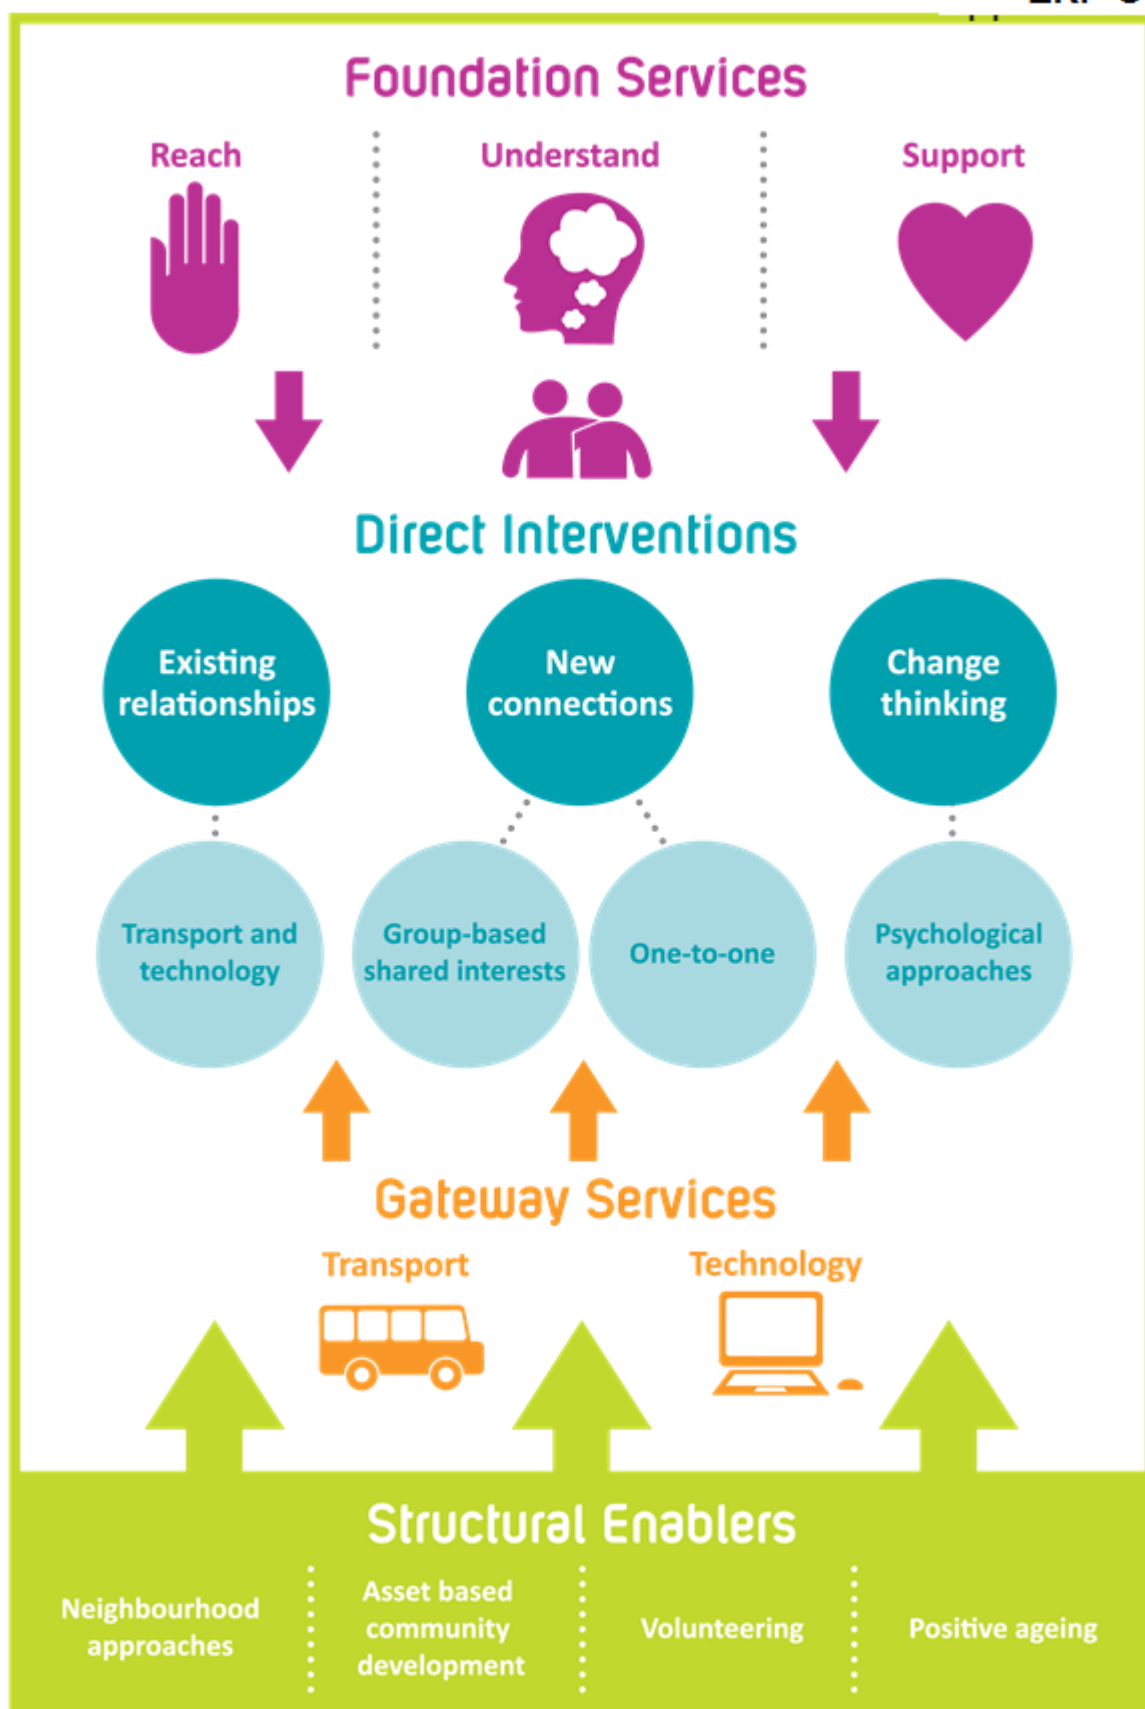 Foundation Services
Reach
Understand
Support
Direct Interventions
Existing
relationships
New
connections
Change
thinking
Transport and
technology
Group-based
shared interests
One-to-one
Psychological
approaches
Gateway Services
Transport
Technology
Structural Enablers
Neighbourhood
approaches
Asset based
community
development
Volunteering
Positive ageing